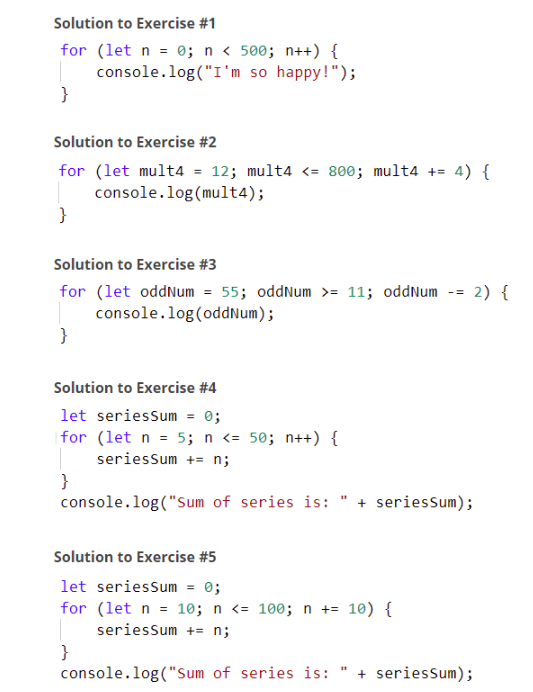 Solution to Exercise #1
for (let n = 0; n < 500; n++) {
console.log("I'm so happy!");
}
Solution to Exercise #2
for (let mult4 = 12; mult4 <= 800; mult4 += 4) {
console.log(mult4);
}
Solution to Exercise #3
for (let oddNum = 55; oddNum >= 11; oddNum -= 2) {
console.log(oddNum);
}
Solution to Exercise #4
let seriesSum = 0;
for (let n = 5; n <= 50; n++) {
seriesSum += n;
}
console.log("Sum of series is: " + seriesSum);
Solution to Exercise #5
let seriesSum = 0;
for (let n = 10; n <= 100; n += 10) {
seriesSum += n;
}
console.log("Sum of series is: " + seriesSum);